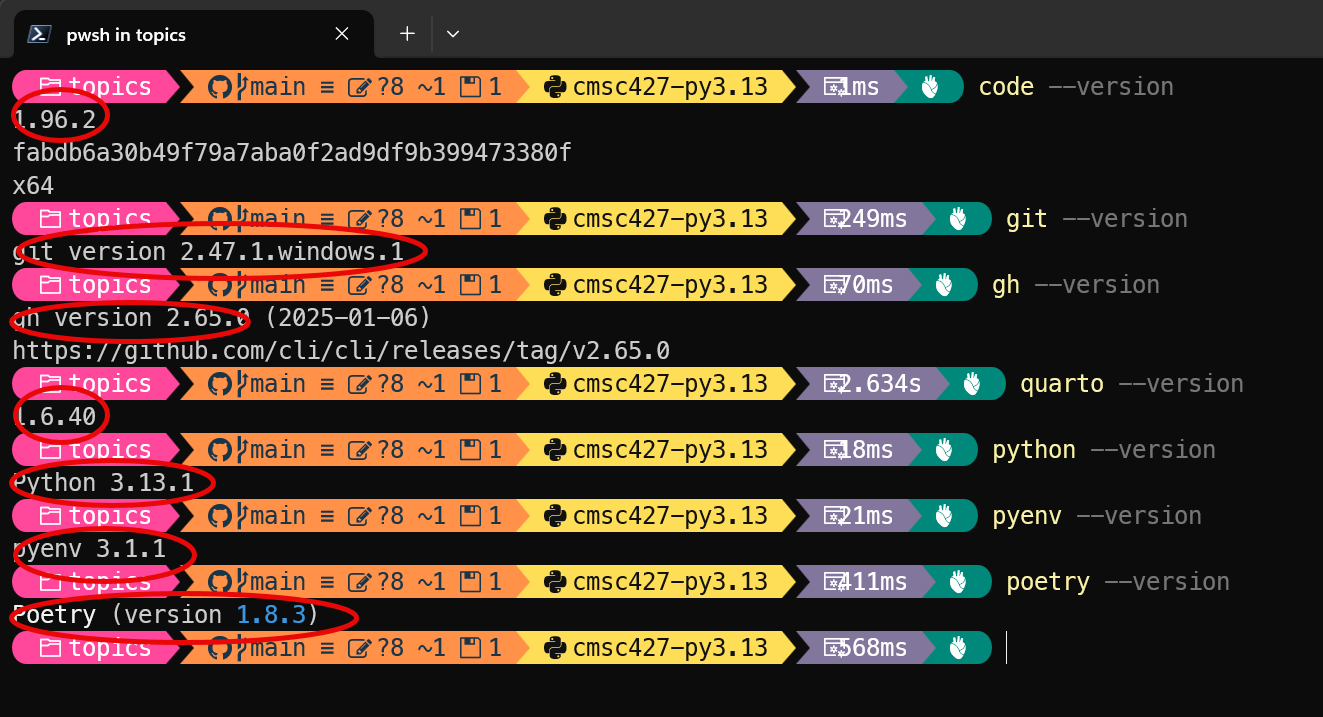 pwsh in topics
topics main ≡ ?8 ~1 1 cmsc427-py3.13 1ms code --version
1.96.2
fabdb6a30b49f79a7aba0f2ad9df9b399473380f
x64
topics main ≡ ?8 ~1 1 cmsc427-py3.13 249ms git --version
git version 2.47.1.windows.1
topics main ≡ ?8 ~1 1 cmsc427-py3.13 70ms gh --version
gh version 2.65.0 (2025-01-06)
https://github.com/cli/cli/releases/tag/v2.65.0
topics main ≡ ?8 ~1 1 cmsc427-py3.13 2.634s quarto --version
1.6.40
topics main ≡ ?8 ~1 1 cmsc427-py3.13 18ms python --version
Python 3.13.1
topics main ≡ ?8 ~1 1 cmsc427-py3.13 21ms pyenv --version
pyenv 3.1.1
topics main ≡ ?8 ~1 1 cmsc427-py3.13 411ms poetry --version
Poetry (version 1.8.3)
topics main ≡ ?8 ~1 1 cmsc427-py3.13 568ms